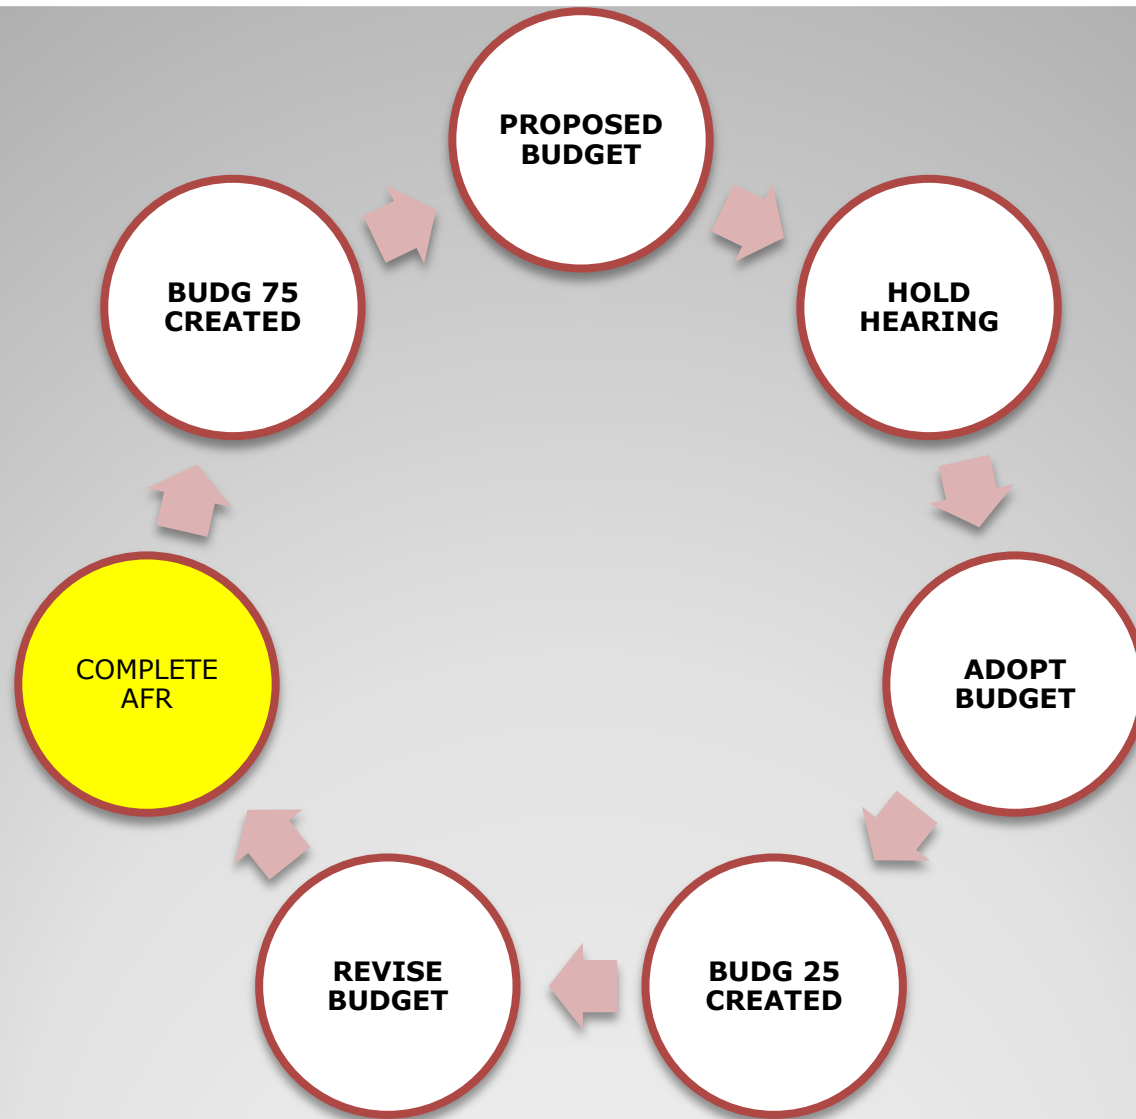 PROPOSED
BUDGET
HOLD
HEARING
ADOPT
BUDGET
BUDG 25
CREATED
REVISE
BUDGET
COMPLETE
AFR
BUDG 75
CREATED